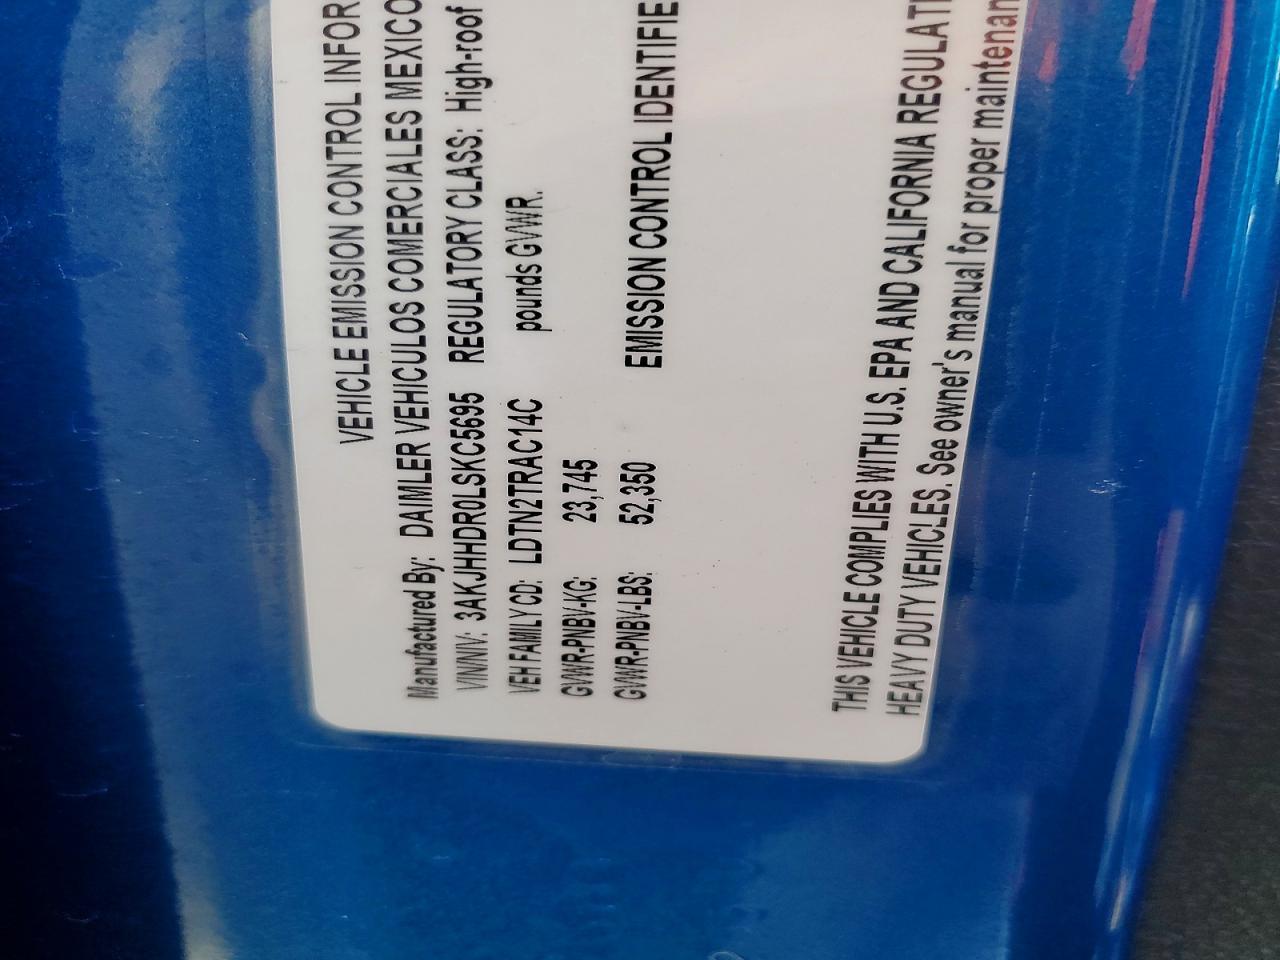 VEHICLE EMISSION CONTROL INFOR
Manufactured By: DAIMLER VEHICULOS COMERCIALES MEXICO
VIN/NIV: 3AKJHHDR0LSKC5695 REGULATORY CLASS: High-roof
VEH FAMILY CD: LDTN2TRAC14C pounds GVWR.
GVWR-PNBV-KG: 23,745
GVWR-PNBV-LBS: 52,350 EMISSION CONTROL IDENTIFIE
THIS VEHICLE COMPLIES WITH U.S. EPA AND CALIFORNIA REGULATI
HEAVY DUTY VEHICLES. See owner's manual for proper maintenan